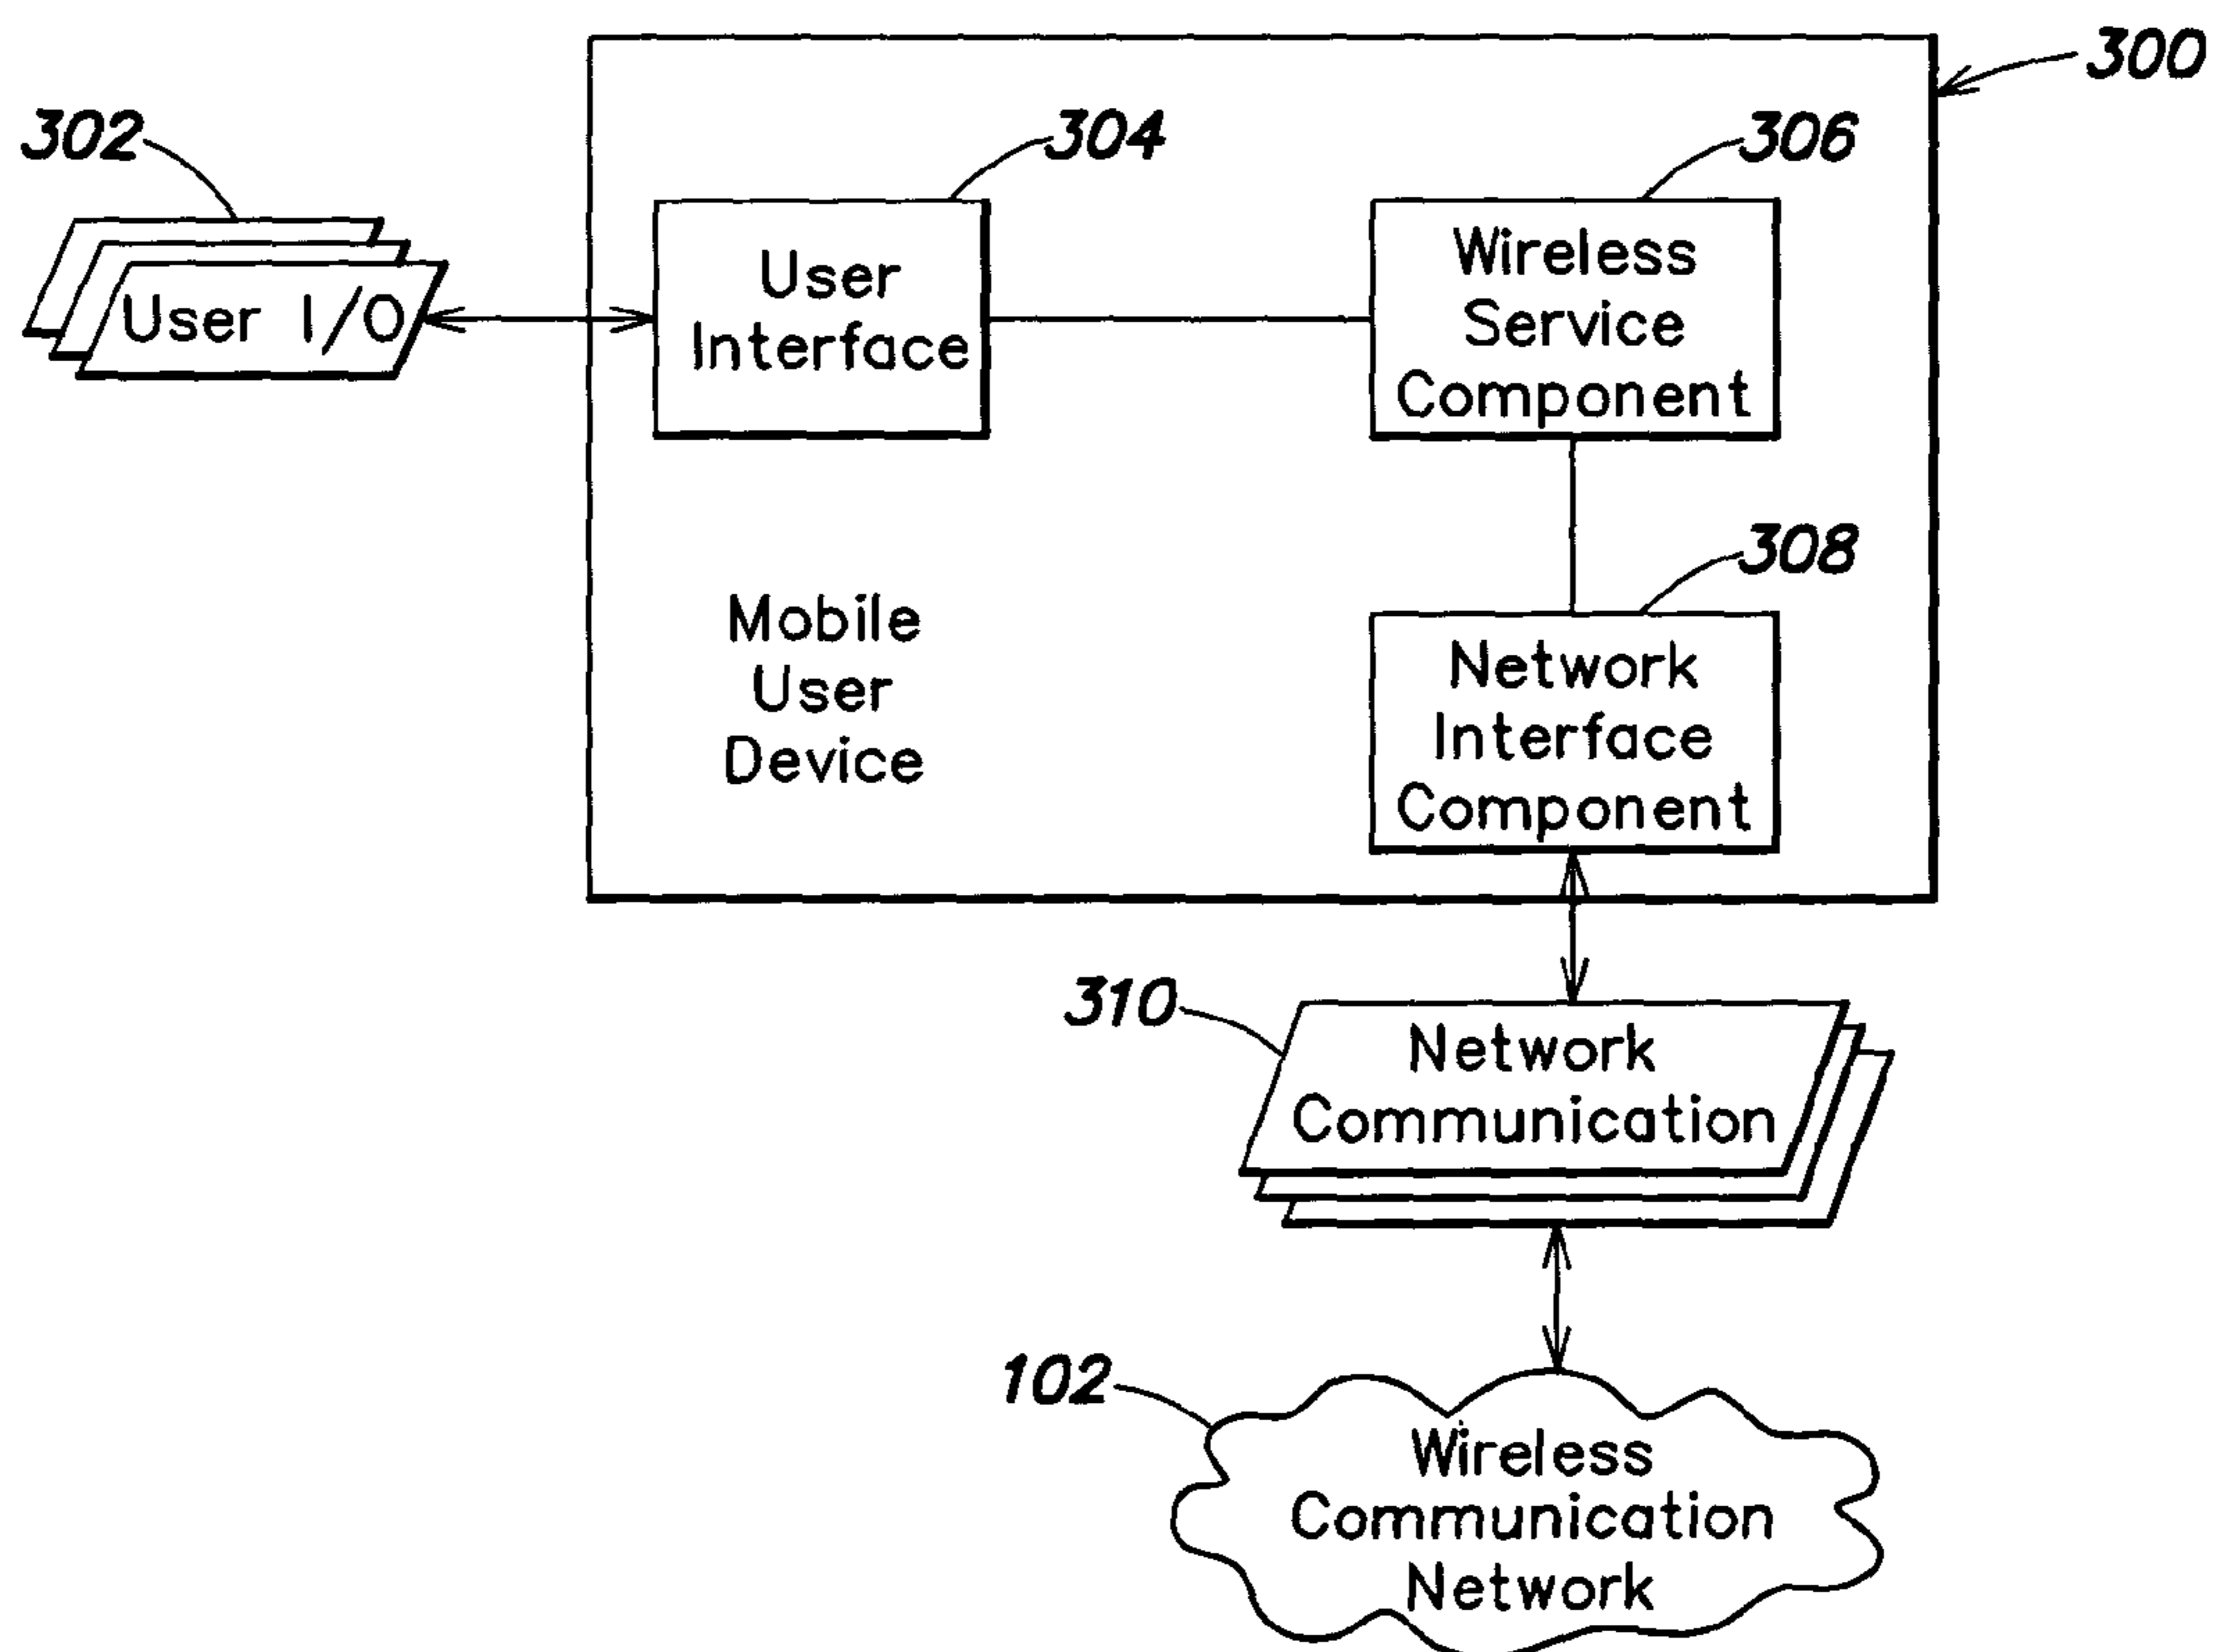 300
302
304
306
User I/O
User
Interface
Wireless
Service
Component
308
Mobile
User
Device
Network
Interface
Component
310
Network
Communication
102
Wireless
Communication
Network